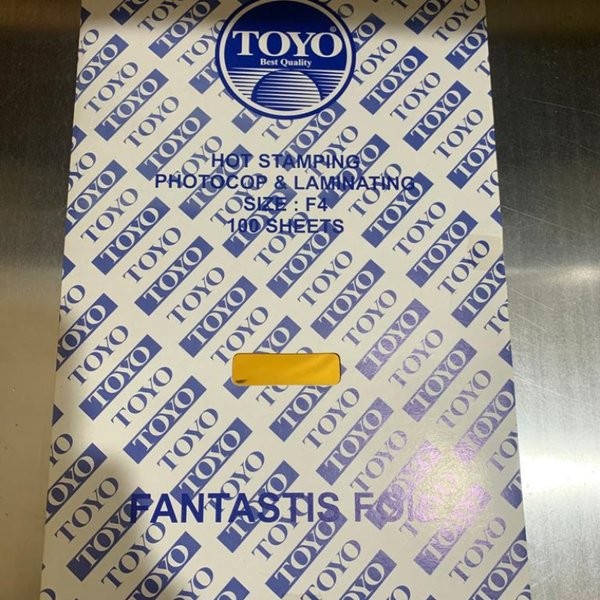 TOYO
Best Quality
HOT STAMPING
PHOTOCOP & LAMINATING
SIZE : F4
100 SHEETS
FANTASTIS